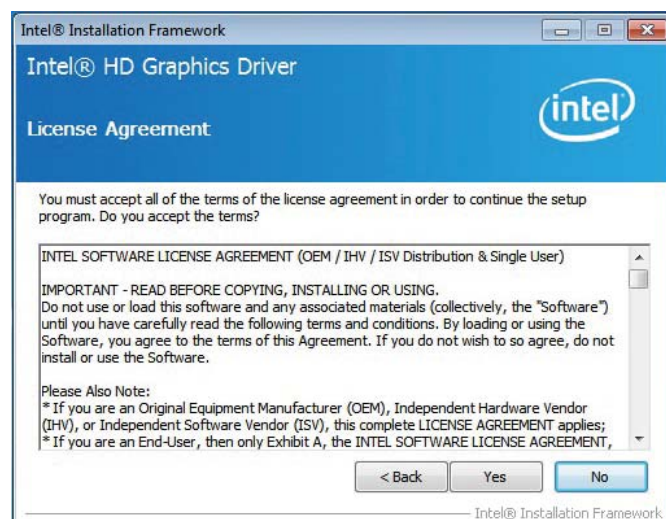 Intel® Installation Framework
Intel® HD Graphics Driver
License Agreement
intel
You must accept all of the terms of the license agreement in order to continue the setup
program. Do you accept the terms?
INTEL SOFTWARE LICENSE AGREEMENT (OEM / IHV / ISV Distribution & Single User)
IMPORTANT - READ BEFORE COPYING, INSTALLING OR USING.
Do not use or load this software and any associated materials (collectively, the "Software")
until you have carefully read the following terms and conditions. By loading or using the
Software, you agree to the terms of this Agreement. If you do not wish to so agree, do not
install or use the Software.
Please Also Note:
* If you are an Original Equipment Manufacturer (OEM), Independent Hardware Vendor
(IHV), or Independent Software Vendor (ISV), this complete LICENSE AGREEMENT applies;
* If you are an End-User, then only Exhibit A, the INTEL SOFTWARE LICENSE AGREEMENT,
< Back Yes No
Intel® Installation Framework